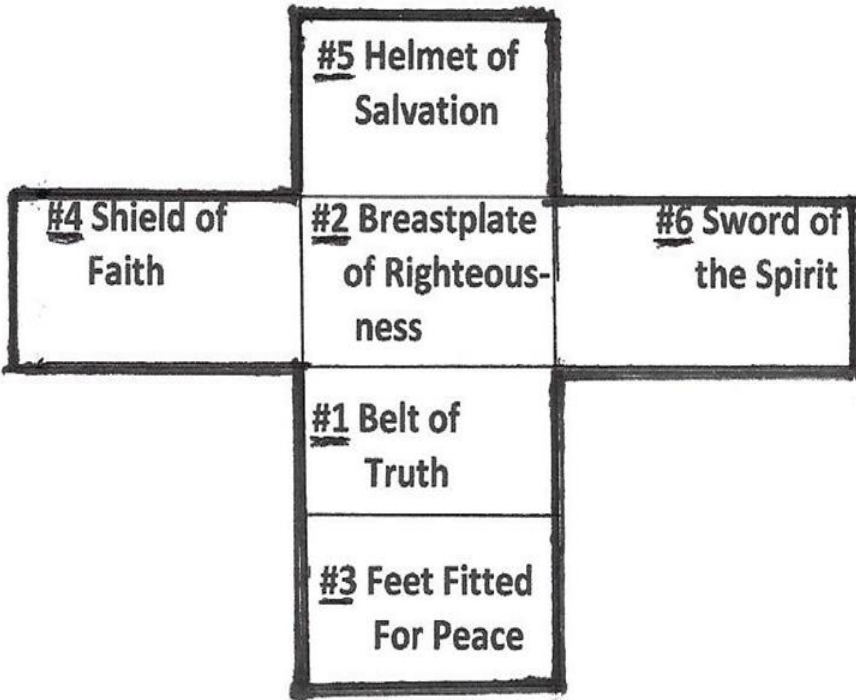 #5 Helmet of
Salvation
#4 Shield of
Faith
#2 Breastplate
of Righteous-
ness
#6 Sword of
the Spirit
#1 Belt of
Truth
#3 Feet Fitted
For Peace